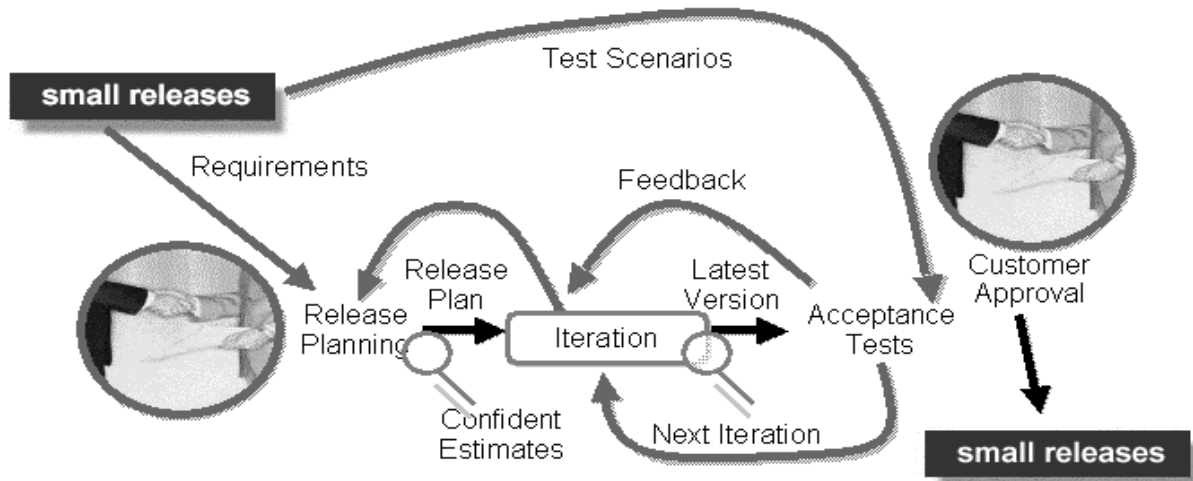 Test Scenarios
small releases
Requirements
Feedback
Release
Plan
Latest
Version
Customer
Approval
Release
Planning
Iteration
Acceptance
Tests
Confident
Estimates
Next Iteration
small releases